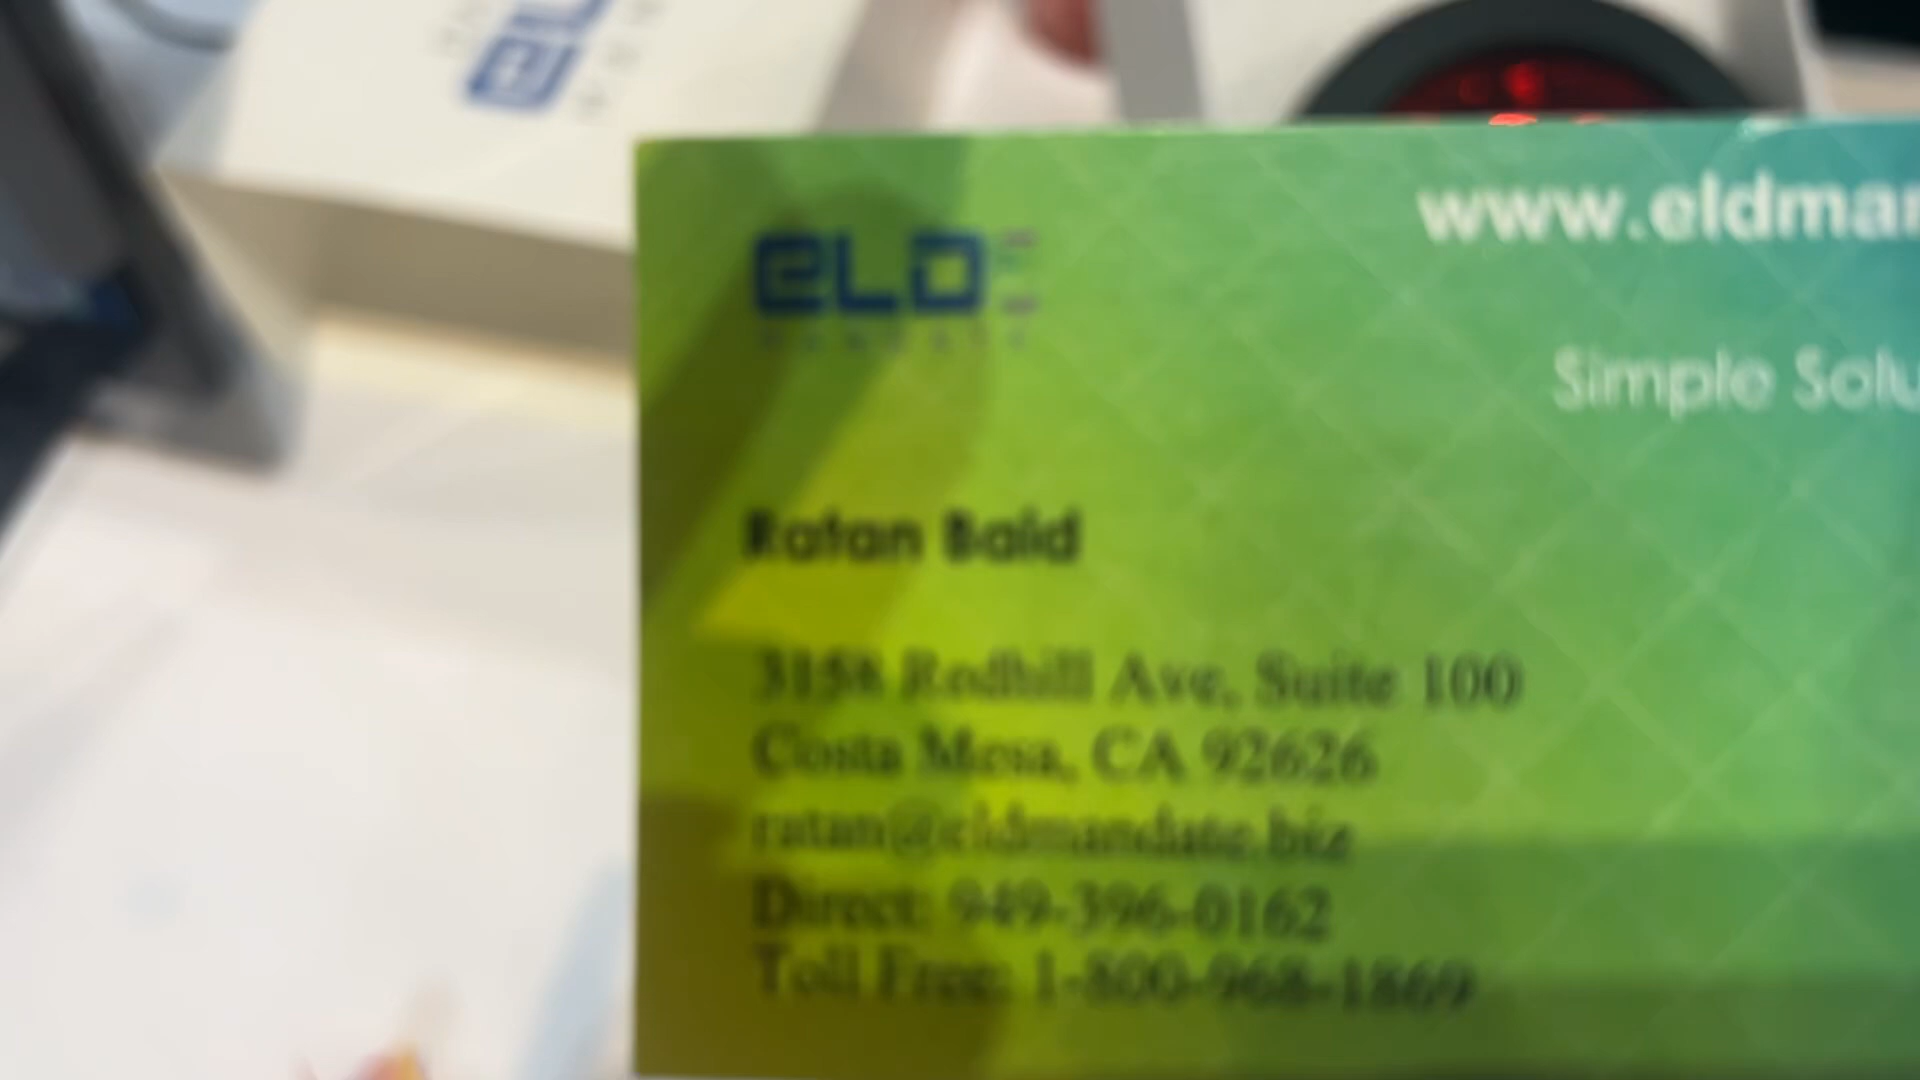 eLD
www.eldman
eLD
Simple Solu
Ratan Baid
3158 Redhill Ave, Suite 100
Costa Mesa, CA 92626
ratan@eldmandate.biz
Direct: 949-396-0162
Toll Free: 1-800-968-1869